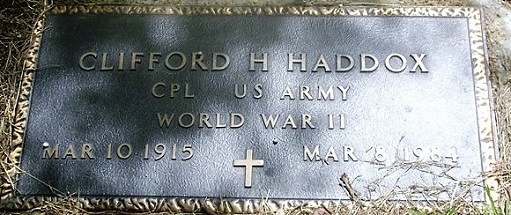 CLIFFORD H HADDOX
CPL US ARMY
WORLD WAR II
MAR 10 1915 MAR 8 1984